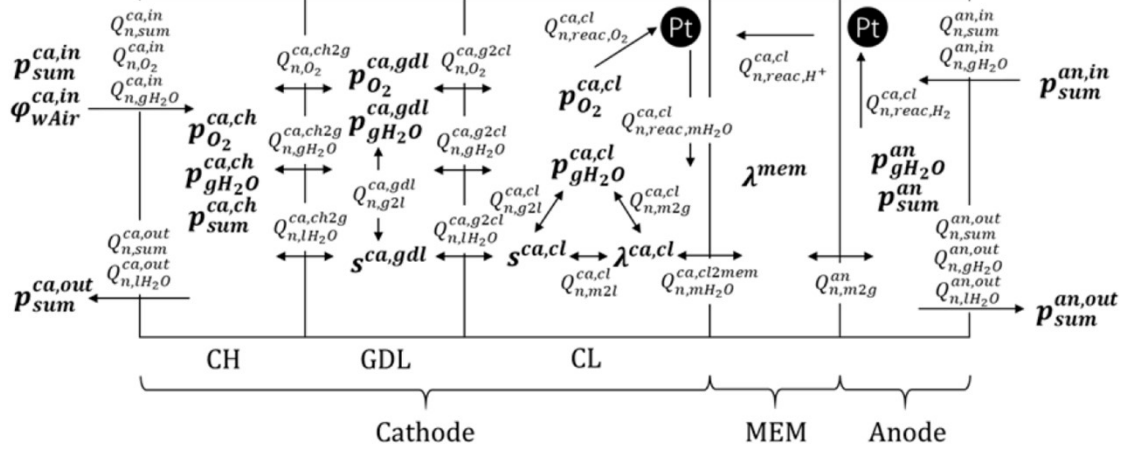 p_{sum}^{ca,in}
φ_{wAir}^{ca,in}
Q_{n,sum}^{ca,in}
Q_{n,O_2}^{ca,in}
Q_{n,gH_2O}^{ca,in}
p_{O_2}^{ca,ch}
p_{gH_2O}^{ca,ch}
p_{sum}^{ca,ch}
Q_{n,sum}^{ca,out}
Q_{n,lH_2O}^{ca,out}
p_{sum}^{ca,out}
Q_{n,O_2}^{ca,ch2g}
Q_{n,gH_2O}^{ca,ch2g}
Q_{n,lH_2O}^{ca,ch2g}
p_{O_2}^{ca,gdl}
p_{gH_2O}^{ca,gdl}
Q_{n,g2l}^{ca,gdl}
s^{ca,gdl}
Q_{n,O_2}^{ca,g2cl}
Q_{n,gH_2O}^{ca,g2cl}
Q_{n,lH_2O}^{ca,g2cl}
Q_{n,reac,O_2}^{ca,cl}
Pt
p_{O_2}^{ca,cl}
Q_{n,reac,mH_2O}^{ca,cl}
p_{gH_2O}^{ca,cl}
Q_{n,g2l}^{ca,cl}
Q_{n,m2g}^{ca,cl}
s^{ca,cl}
λ^{ca,cl}
Q_{n,m2l}^{ca,cl}
Q_{n,mH_2O}^{ca,cl2mem}
Q_{n,reac,H^+}^{ca,cl}
λ^{mem}
Pt
Q_{n,reac,H_2}^{ca,cl}
p_{gH_2O}^{an}
p_{sum}^{an}
Q_{n,m2g}^{an}
Q_{n,sum}^{an,in}
Q_{n,gH_2O}^{an,in}
p_{sum}^{an,in}
Q_{n,sum}^{an,out}
Q_{n,gH_2O}^{an,out}
Q_{n,lH_2O}^{an,out}
p_{sum}^{an,out}
CH
GDL
CL
Cathode
MEM
Anode